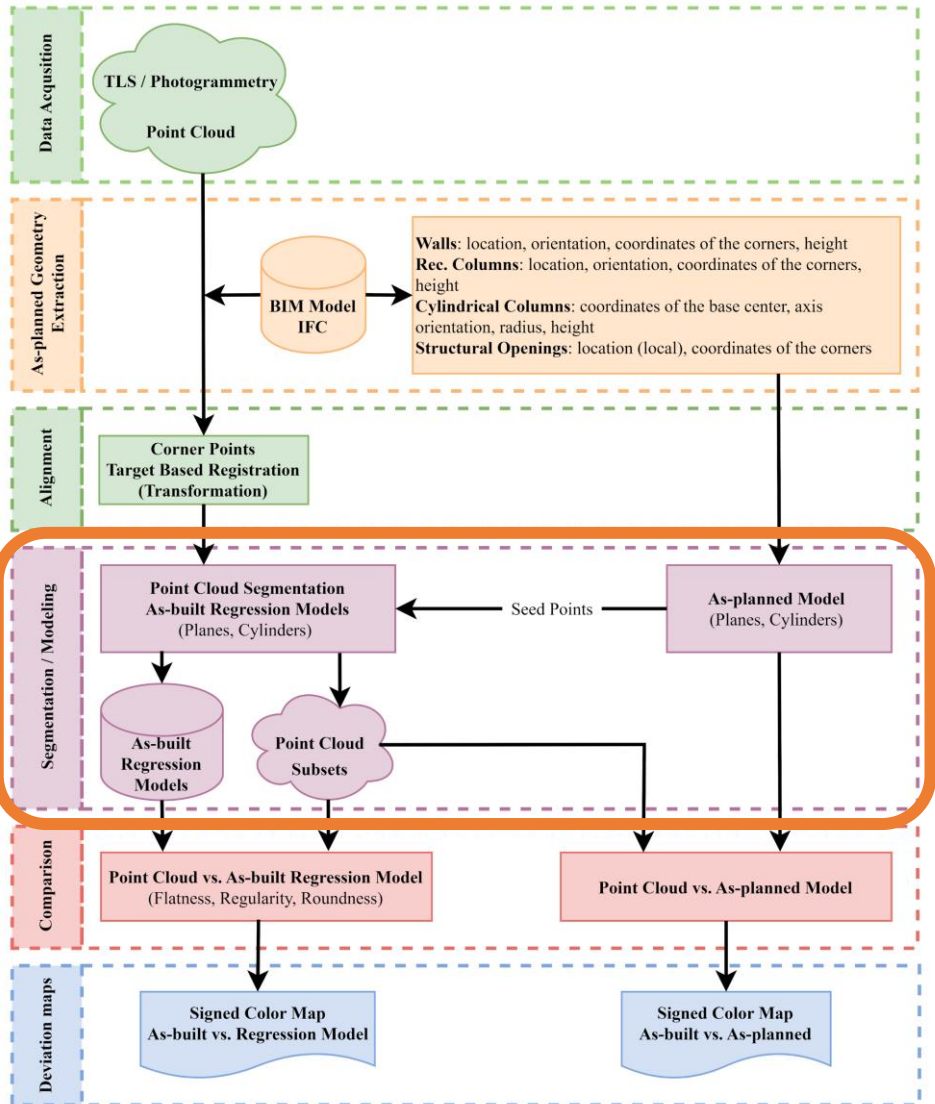 Data Acqusition
TLS / Photogrammetry
Point Cloud
As-planned Geometry
Extraction
BIM Model
IFC
Walls: location, orientation, coordinates of the corners, height
Rec. Columns: location, orientation, coordinates of the corners,
height
Cylindrical Columns: coordinates of the base center, axis
orientation, radius, height
Structural Openings: location (local), coordinates of the corners
Alignment
Corner Points
Target Based Registration
(Transformation)
Segmentation / Modeling
Point Cloud Segmentation
As-built Regression Models
(Planes, Cylinders)
Seed Points
As-planned Model
(Planes, Cylinders)
As-built
Regression
Models
Point Cloud
Subsets
Comparison
Point Cloud vs. As-built Regression Model
(Flatness, Regularity, Roundness)
Point Cloud vs. As-planned Model
Deviation maps
Signed Color Map
As-built vs. Regression Model
Signed Color Map
As-built vs. As-planned